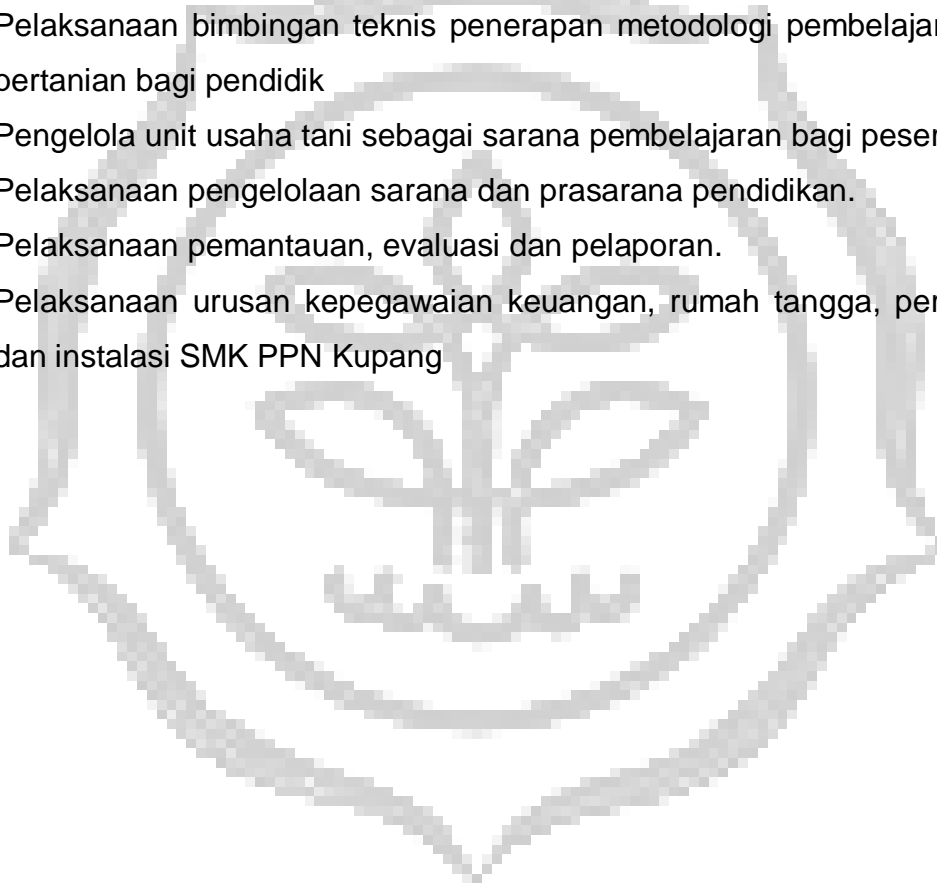 Pelaksanaan bimbingan teknis penerapan metodologi pembelajar
pertanian bagi pendidik
Pengelola unit usaha tani sebagai sarana pembelajaran bagi peser
Pelaksanaan pengelolaan sarana dan prasarana pendidikan.
Pelaksanaan pemantauan, evaluasi dan pelaporan.
Pelaksanaan urusan kepegawaian keuangan, rumah tangga, per
dan instalasi SMK PPN Kupang